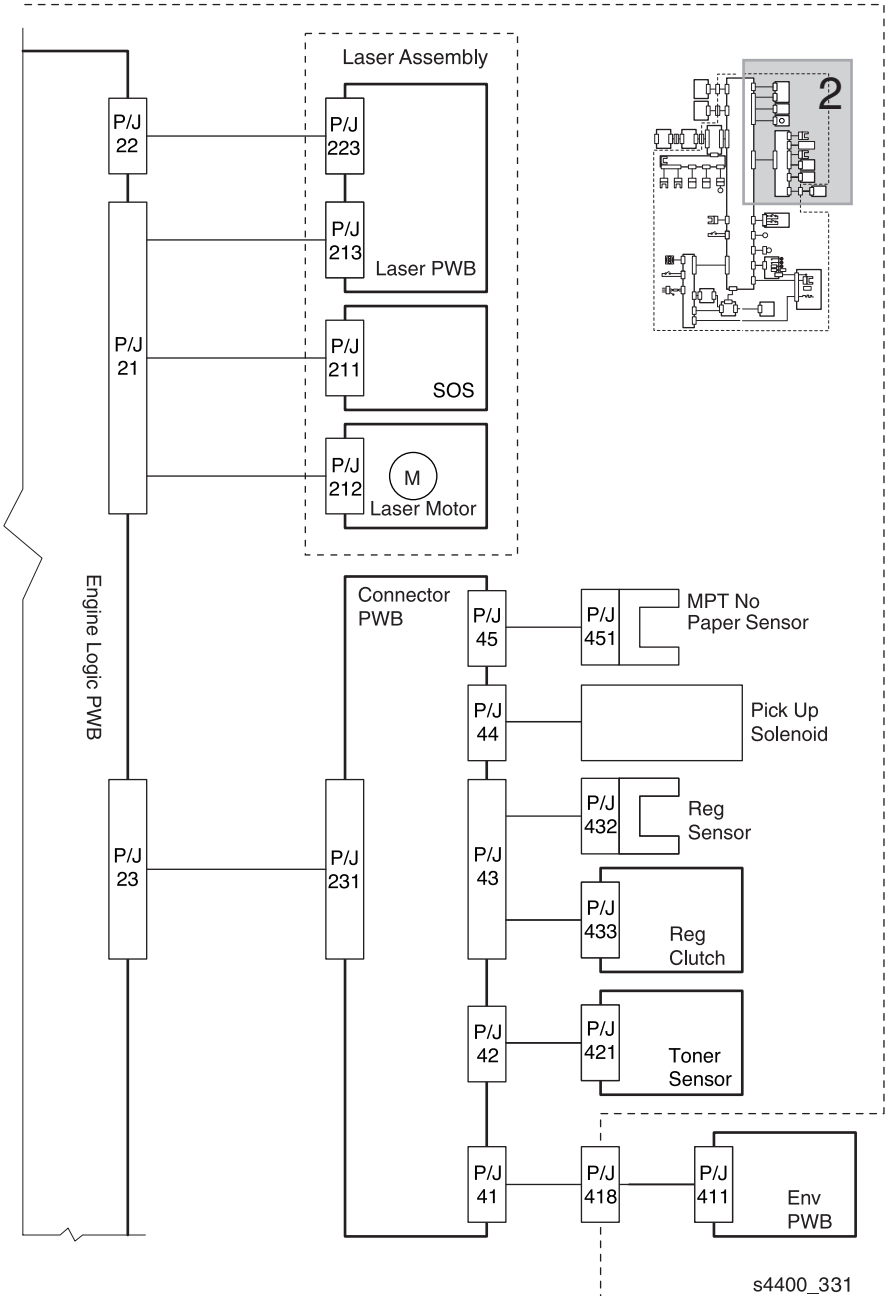 Laser Assembly
P/J
22
P/J
223
P/J
213
Laser PWB
P/J
21
P/J
211
SOS
P/J
212
M
Laser Motor
2
Engine Logic PWB
Connector
PWB
P/J
45
P/J
451
MPT No
Paper Sensor
P/J
44
Pick Up
Solenoid
P/J
23
P/J
231
P/J
43
P/J
432
Reg
Sensor
P/J
433
Reg
Clutch
P/J
42
P/J
421
Toner
Sensor
P/J
41
P/J
418
P/J
411
Env
PWB
s4400_331